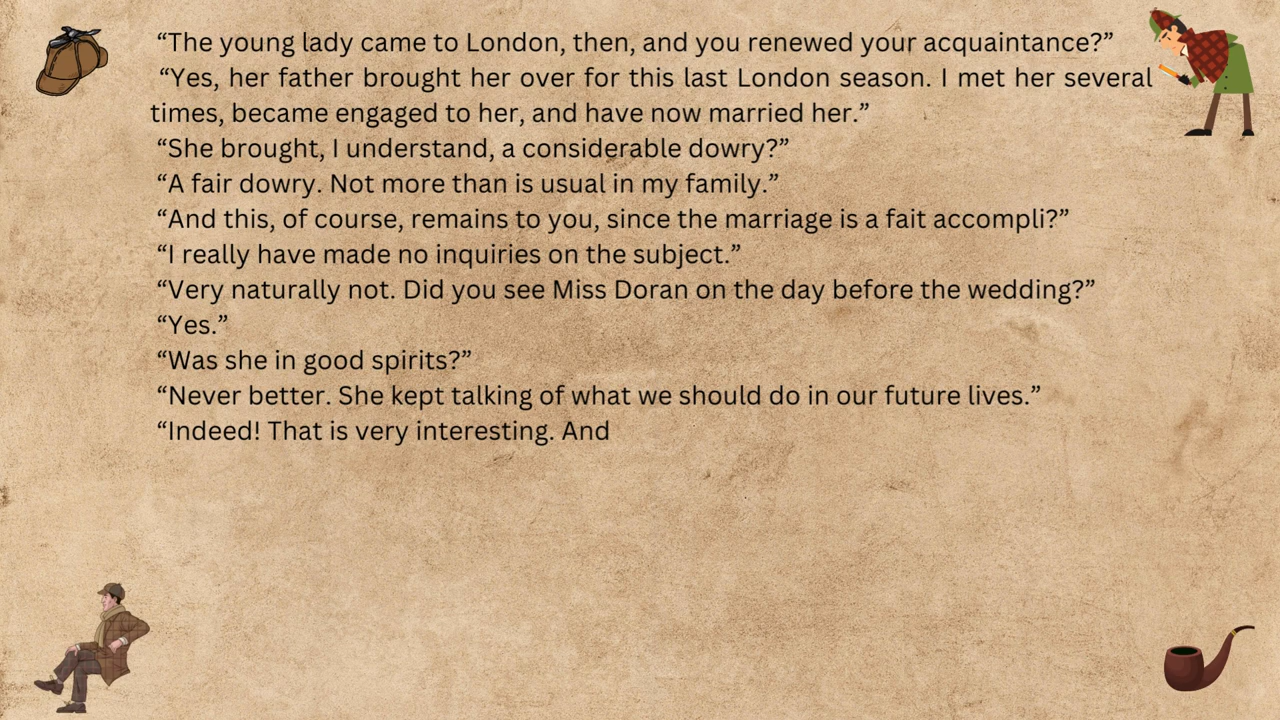 “The young lady came to London, then, and you renewed your acquaintance?”
“Yes, her father brought her over for this last London season. I met her several
times, became engaged to her, and have now married her.”
“She brought, I understand, a considerable dowry?”
“A fair dowry. Not more than is usual in my family.”
“And this, of course, remains to you, since the marriage is a fait accompli?”
“I really have made no inquiries on the subject.”
“Very naturally not. Did you see Miss Doran on the day before the wedding?”
“Yes.”
“Was she in good spirits?”
“Never better. She kept talking of what we should do in our future lives.”
“Indeed! That is very interesting. And